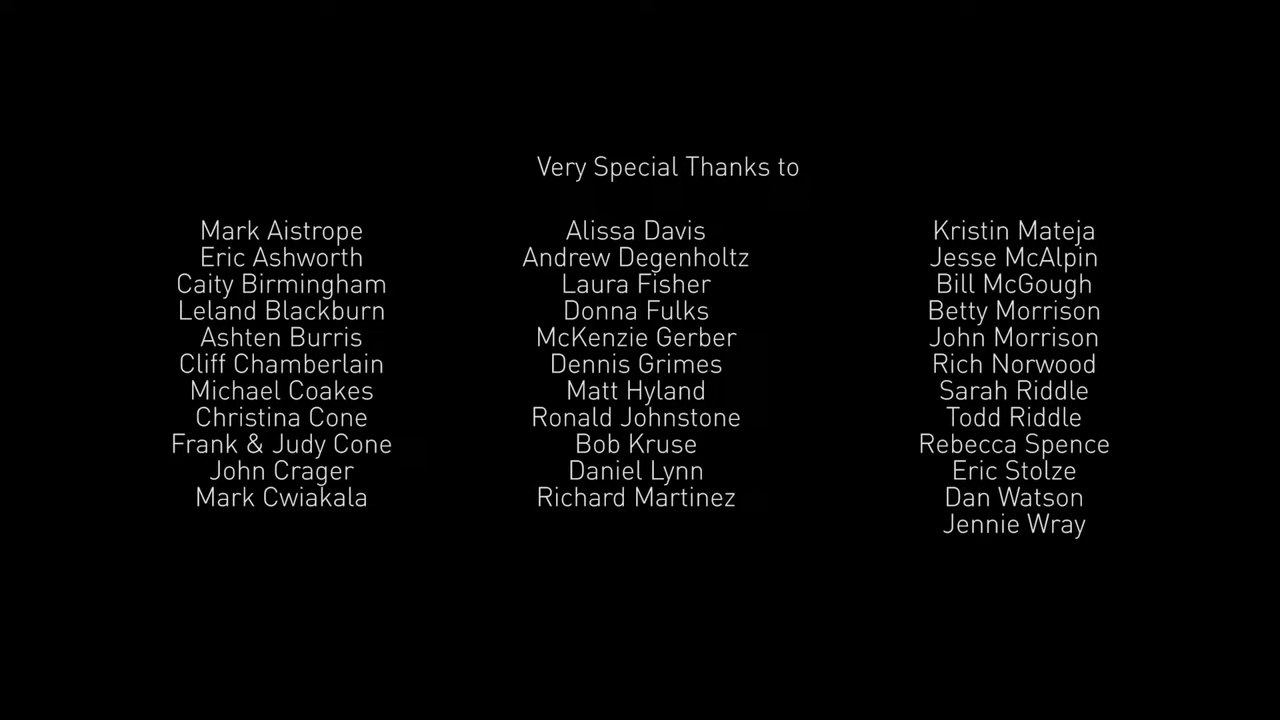 Very Special Thanks to
Mark Aistrope
Eric Ashworth
Caity Birmingham
Leland Blackburn
Ashten Burris
Cliff Chamberlain
Michael Coakes
Christina Cone
Frank & Judy Cone
John Crager
Mark Cwiakala
Alissa Davis
Andrew Degenholtz
Laura Fisher
Donna Fulks
McKenzie Gerber
Dennis Grimes
Matt Hyland
Ronald Johnstone
Bob Kruse
Daniel Lynn
Richard Martinez
Kristin Mateja
Jesse McAlpin
Bill McGough
Betty Morrison
John Morrison
Rich Norwood
Sarah Riddle
Todd Riddle
Rebecca Spence
Eric Stolze
Dan Watson
Jennie Wray